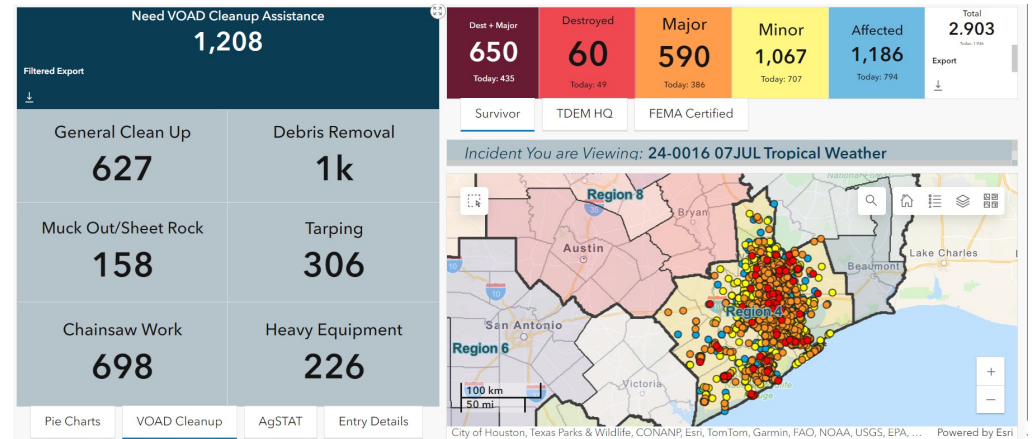 Need VOAD Cleanup Assistance
1,208
Filtered Export
General Clean Up
627
Debris Removal
1k
Muck Out/Sheet Rock
158
Tarping
306
Chainsaw Work
698
Heavy Equipment
226
Pie Charts
VOAD Cleanup
AgSTAT
Entry Details
Dest + Major
650
Today: 435
Destroyed
60
Today: 49
Major
590
Today: 386
Minor
1,067
Today: 707
Affected
1,186
Today: 794
Total
2,903
Export
Survivor
TDEM HQ
FEMA Certified
Incident You are Viewing: 24-0016 07JUL Tropical Weather
Region 8
Bryan
Austin
Lake Charles
Beaumont
Region 4
San Antonio
Region 6
Victoria
35
10
10
100 km
50 mi
+
−
City of Houston, Texas Parks & Wildlife, CONANP, Esri, TomTom, Garmin, FAO, NOAA, USGS, EPA, …
Powered by Esri